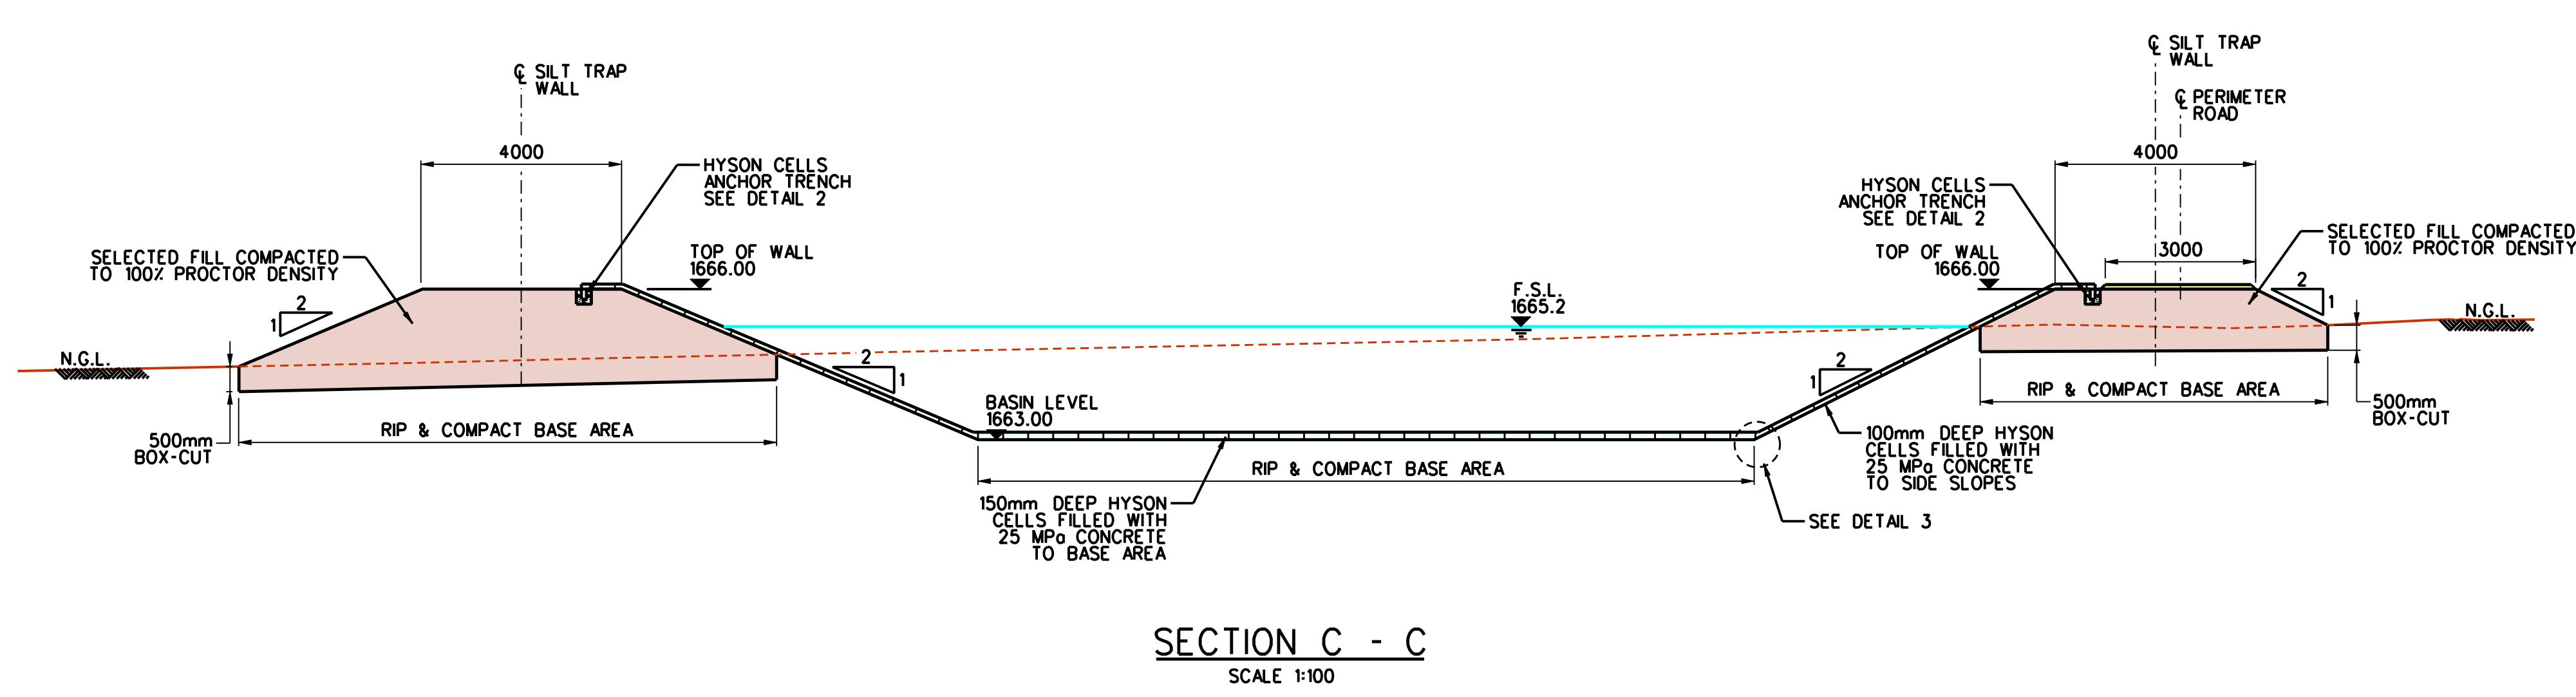 ℄ SILT TRAP
WALL
4000
HYSON CELLS
ANCHOR TRENCH
SEE DETAIL 2
SELECTED FILL COMPACTED
TO 100% PROCTOR DENSITY
TOP OF WALL
1666.00
2
1
N.G.L.
500mm
BOX-CUT
RIP & COMPACT BASE AREA
2
1
BASIN LEVEL
1663.00
F.S.L.
1665.2
RIP & COMPACT BASE AREA
150mm DEEP HYSON
CELLS FILLED WITH
25 MPa CONCRETE
TO BASE AREA
℄ SILT TRAP
WALL
℄ PERIMETER
ROAD
4000
HYSON CELLS
ANCHOR TRENCH
SEE DETAIL 2
TOP OF WALL
1666.00
3000
SELECTED FILL COMPACTED
TO 100% PROCTOR DENSITY
2
1
N.G.L.
2
1
RIP & COMPACT BASE AREA
500mm
BOX-CUT
100mm DEEP HYSON
CELLS FILLED WITH
25 MPa CONCRETE
TO SIDE SLOPES
SEE DETAIL 3
SECTION C - C
SCALE 1:100